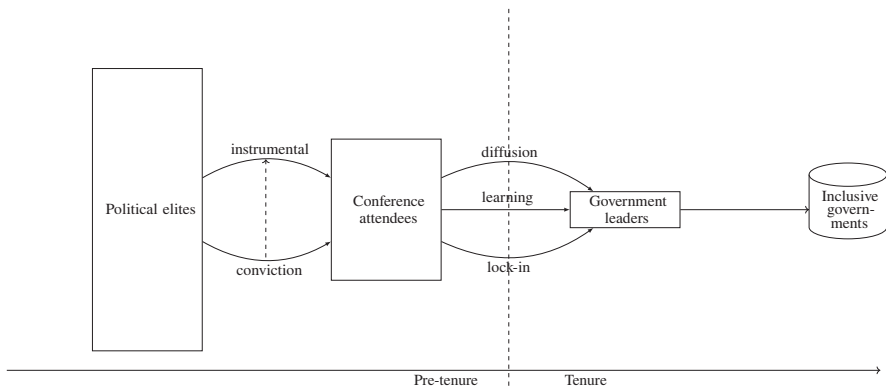 Political elites
instrumental
conviction
Conference
attendees
diffusion
learning
lock-in
Government
leaders
Inclusive
govern-
ments
Pre-tenure
Tenure